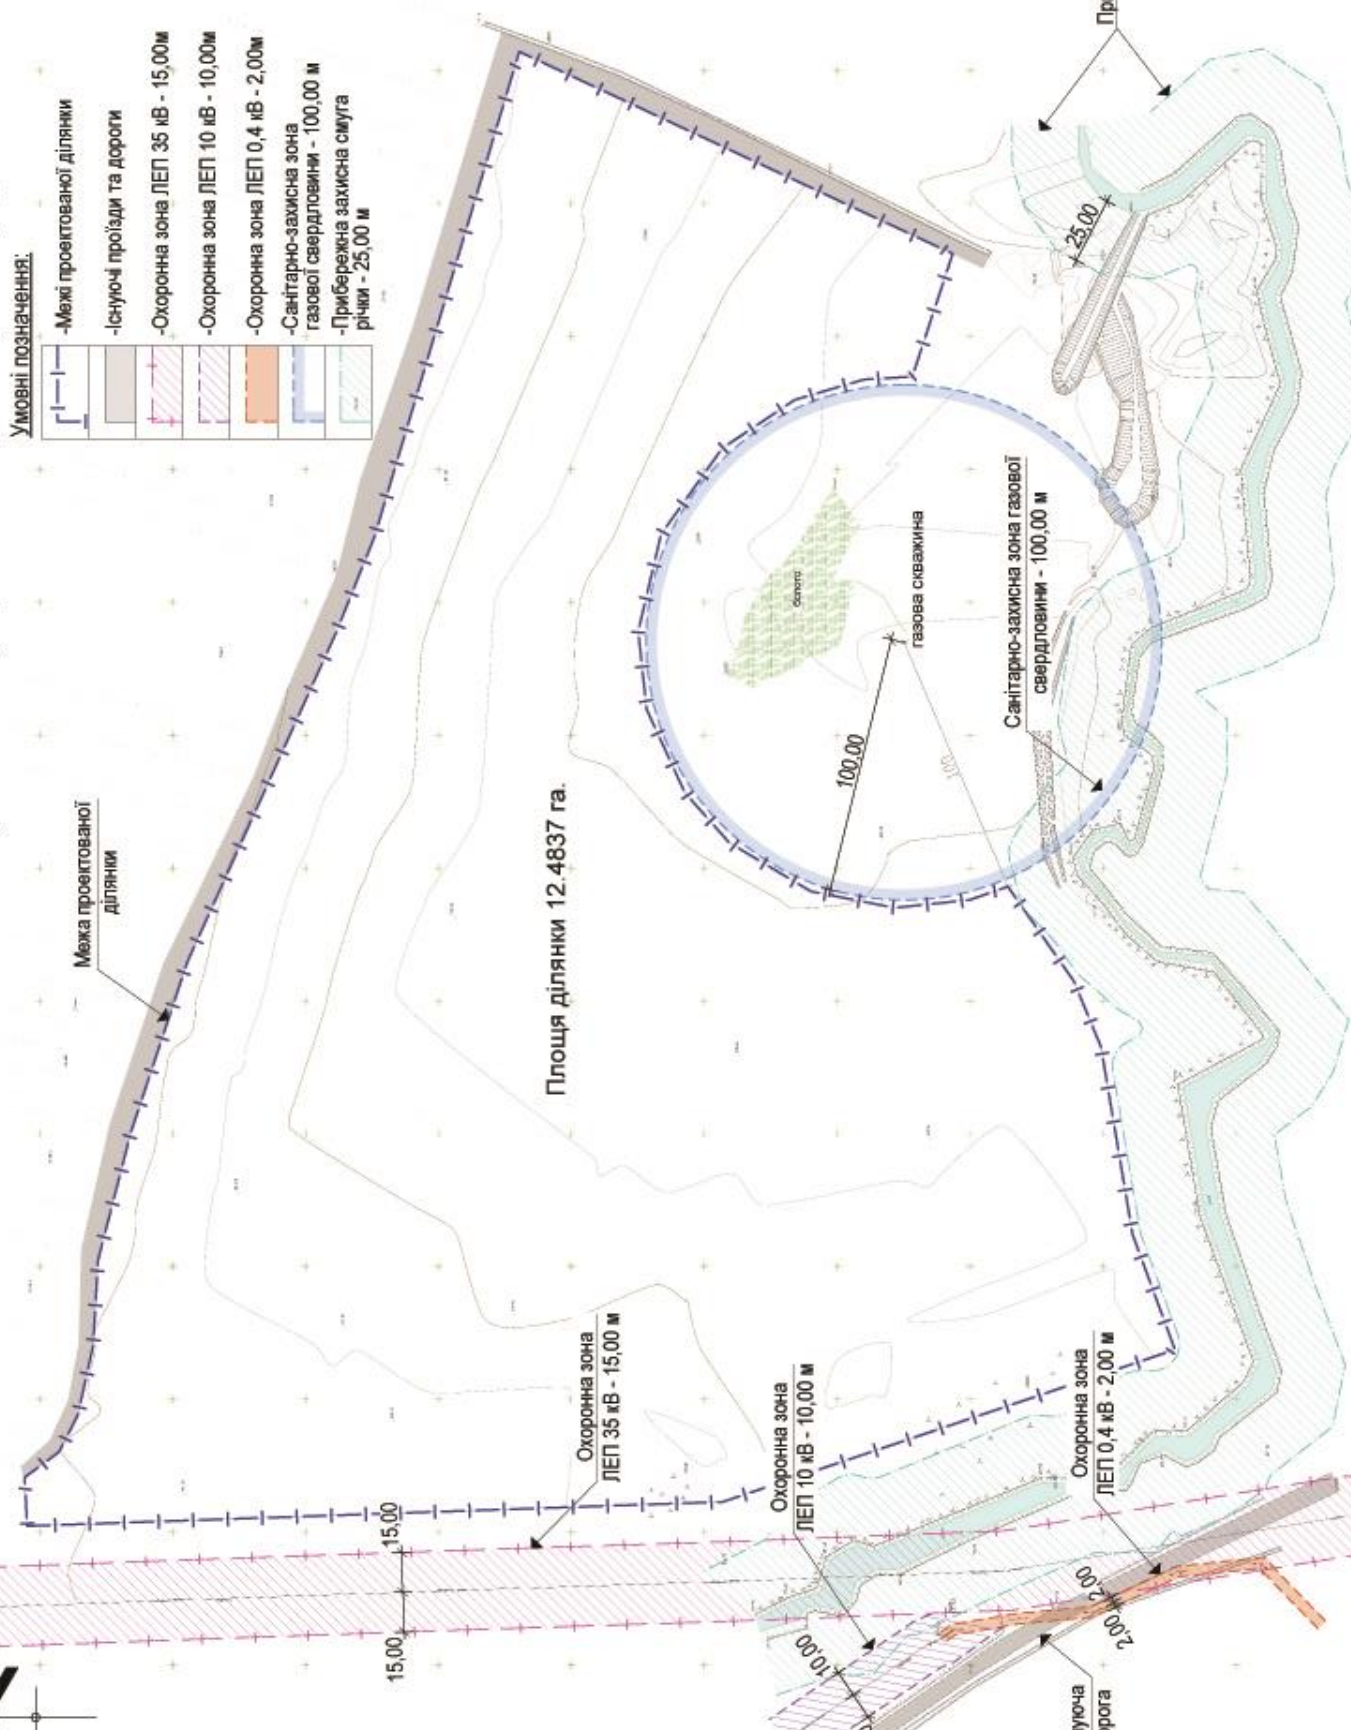 Умовні позначення:
-Межі проектованої ділянки
-Існуючі проїзди та дороги
-Охоронна зона ЛЕП 35 кВ - 15,00м
-Охоронна зона ЛЕП 10 кВ - 10,00м
-Охоронна зона ЛЕП 0,4 кВ - 2,00м
-Санітарно-захисна зона
газової свердловини - 100,00 м
-Прибережна захисна смуга
річки - 25,00 м
Межа проектованої
ділянки
Площа ділянки 12.4837 га.
болото
газова скважина
100,00
Санітарно-захисна зона газової
свердловини - 100,00 м
25,00
Пр
Охоронна зона
ЛЕП 35 кВ - 15,00 м
15,00
15,00
Охоронна зона
ЛЕП 10 кВ - 10,00 м
10,00
Охоронна зона
ЛЕП 0,4 кВ - 2,00 м
2,00
2,00
уюча
орога